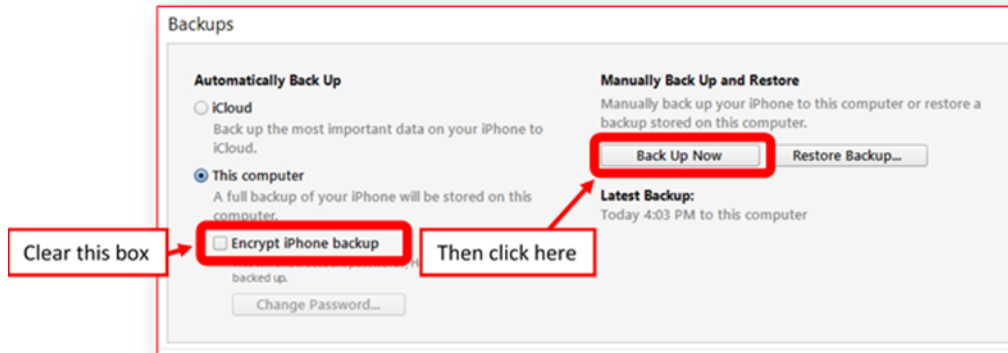 Backups
Automatically Back Up
iCloud
Back up the most important data on your iPhone to
iCloud.
This computer
A full backup of your iPhone will be stored on this
computer.
Encrypt iPhone backup
backed up.
Change Password...
Manually Back Up and Restore
Manually back up your iPhone to this computer or restore a
backup stored on this computer.
Back Up Now
Restore Backup...
Latest Backup:
Today 4:03 PM to this computer
Clear this box
Then click here